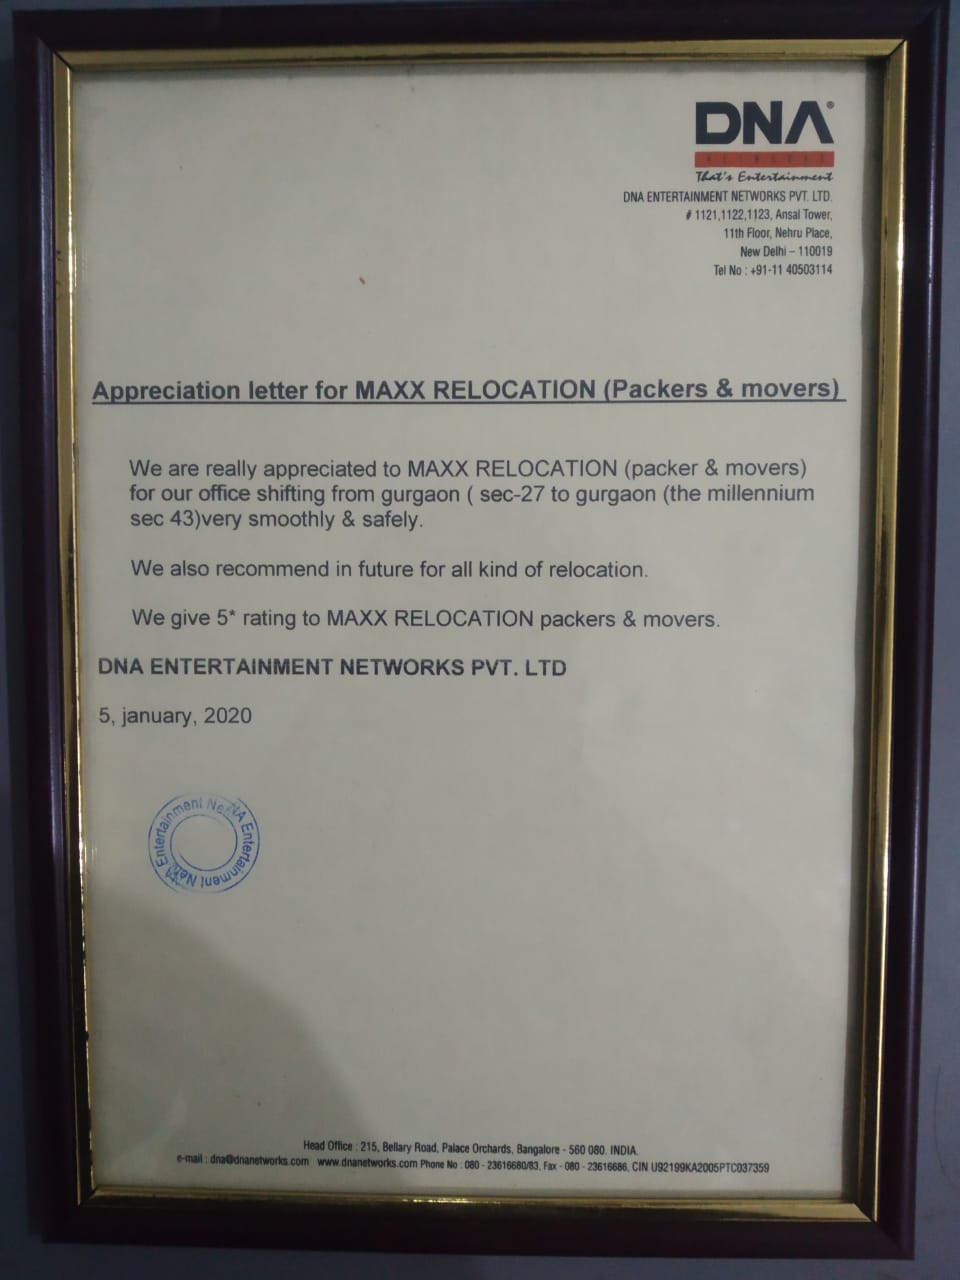 DNA®
That's Entertainment
DNA ENTERTAINMENT NETWORKS PVT. LTD.
# 1121,1122,1123, Ansal Tower,
11th Floor, Nehru Place,
New Delhi – 110019
Tel No : +91-11 40503114
Appreciation letter for MAXX RELOCATION (Packers & movers)
We are really appreciated to MAXX RELOCATION (packer & movers)
for our office shifting from gurgaon ( sec-27 to gurgaon (the millennium
sec 43)very smoothly & safely.
We also recommend in future for all kind of relocation.
We give 5* rating to MAXX RELOCATION packers & movers.
DNA ENTERTAINMENT NETWORKS PVT. LTD
5, january, 2020
Entertainment
Entertainment
Head Office : 215, Bellary Road, Palace Orchards, Bangalore - 560 080. INDIA.
e-mail : dna@dnanetworks.com www.dnanetworks.com Phone No : 080 - 23616680/83, Fax - 080 - 23616686, CIN U92199KA2005PTC037359